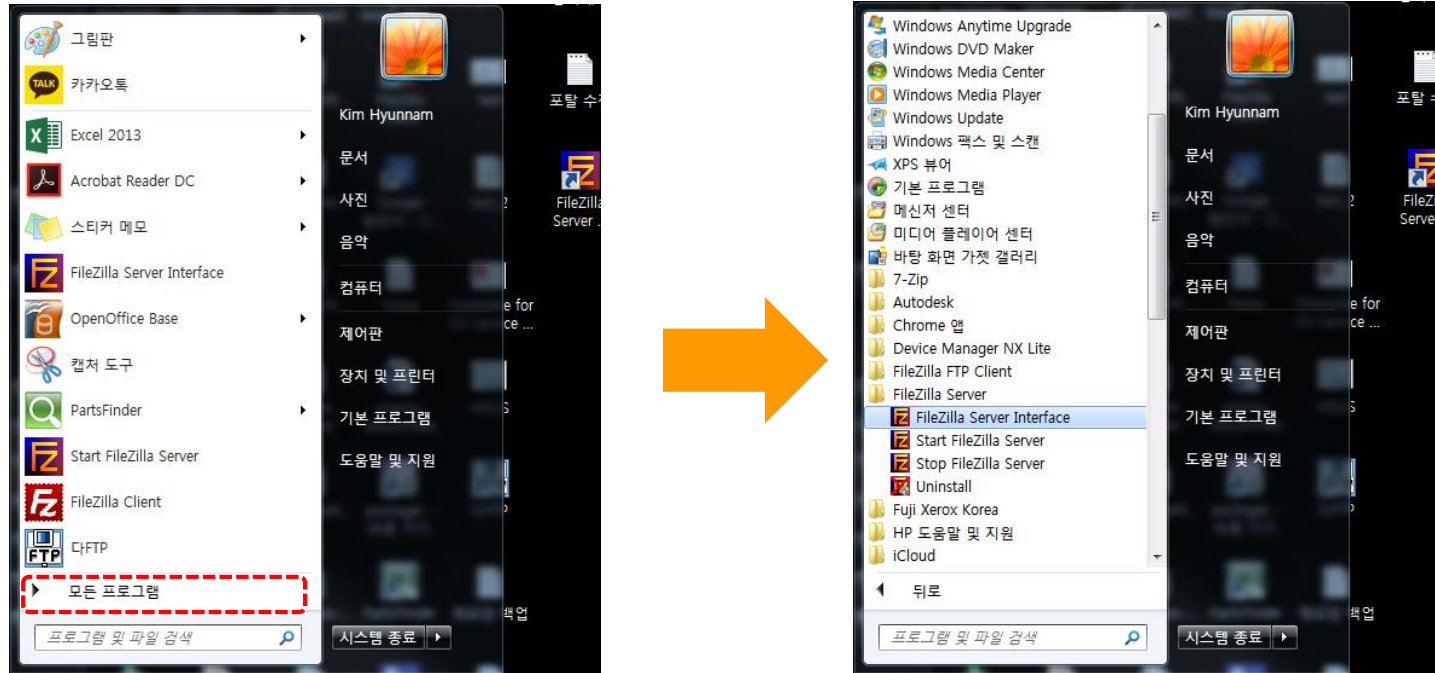 그림판
카카오톡
TALK
Excel 2013
Acrobat Reader DC
스티커 메모
FileZilla Server Interface
OpenOffice Base
캡처 도구
PartsFinder
Start FileZilla Server
FileZilla Client
다FTP
FTP
모든 프로그램
프로그램 및 파일 검색
Kim Hyunnam
문서
사진
음악
컴퓨터
제어판
장치 및 프린터
기본 프로그램
도움말 및 지원
시스템 종료
포탈
FileZilla
Server
e for
ce ...
백업
Windows Anytime Upgrade
Windows DVD Maker
Windows Media Center
Windows Media Player
Windows Update
Windows 팩스 및 스캔
XPS 뷰어
기본 프로그램
메신저 센터
미디어 플레이어 센터
바탕 화면 가젯 갤러리
7-Zip
Autodesk
Chrome 앱
Device Manager NX Lite
FileZilla FTP Client
FileZilla Server
FileZilla Server Interface
Start FileZilla Server
Stop FileZilla Server
Uninstall
Fuji Xerox Korea
HP 도움말 및 지원
iCloud
뒤로
프로그램 및 파일 검색
Kim Hyunnam
문서
사진
음악
컴퓨터
제어판
장치 및 프린터
기본 프로그램
도움말 및 지원
시스템 종료
포탈
FileZi
Serve
e for
ce ...
백업